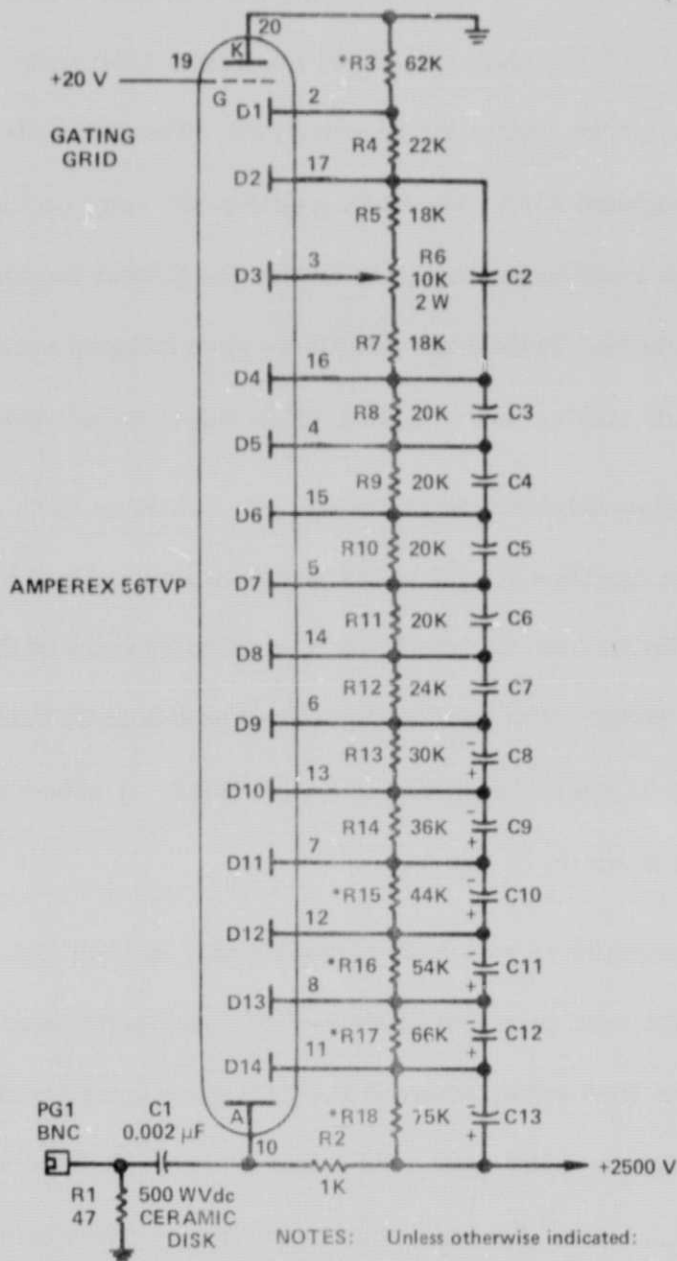 20
19 K *R3 62K
+20 V
G
2
D1
GATING
GRID
R4 22K
17
D2
R5 18K
3 R6
D3 10K C2
2 W
R7 18K
16
D4
R8 20K C3
4
D5
R9 20K C4
15
D6
R10 20K C5
5
AMPEREX 56TVP D7
R11 20K C6
14
D8
R12 24K C7
6
D9
R13 30K - C8
13 +
D10
R14 36K - C9
7 +
D11
*R15 44K - C10
12 +
D12
*R16 54K - C11
8 +
D13
*R17 66K - C12
11 +
D14
*R18 75K - C13
+
PG1 C1 A
BNC 0.002 µF 10 R2
+2500 V
1K
R1 500 WVdc
47 CERAMIC
DISK NOTES: Unless otherwise indicated: